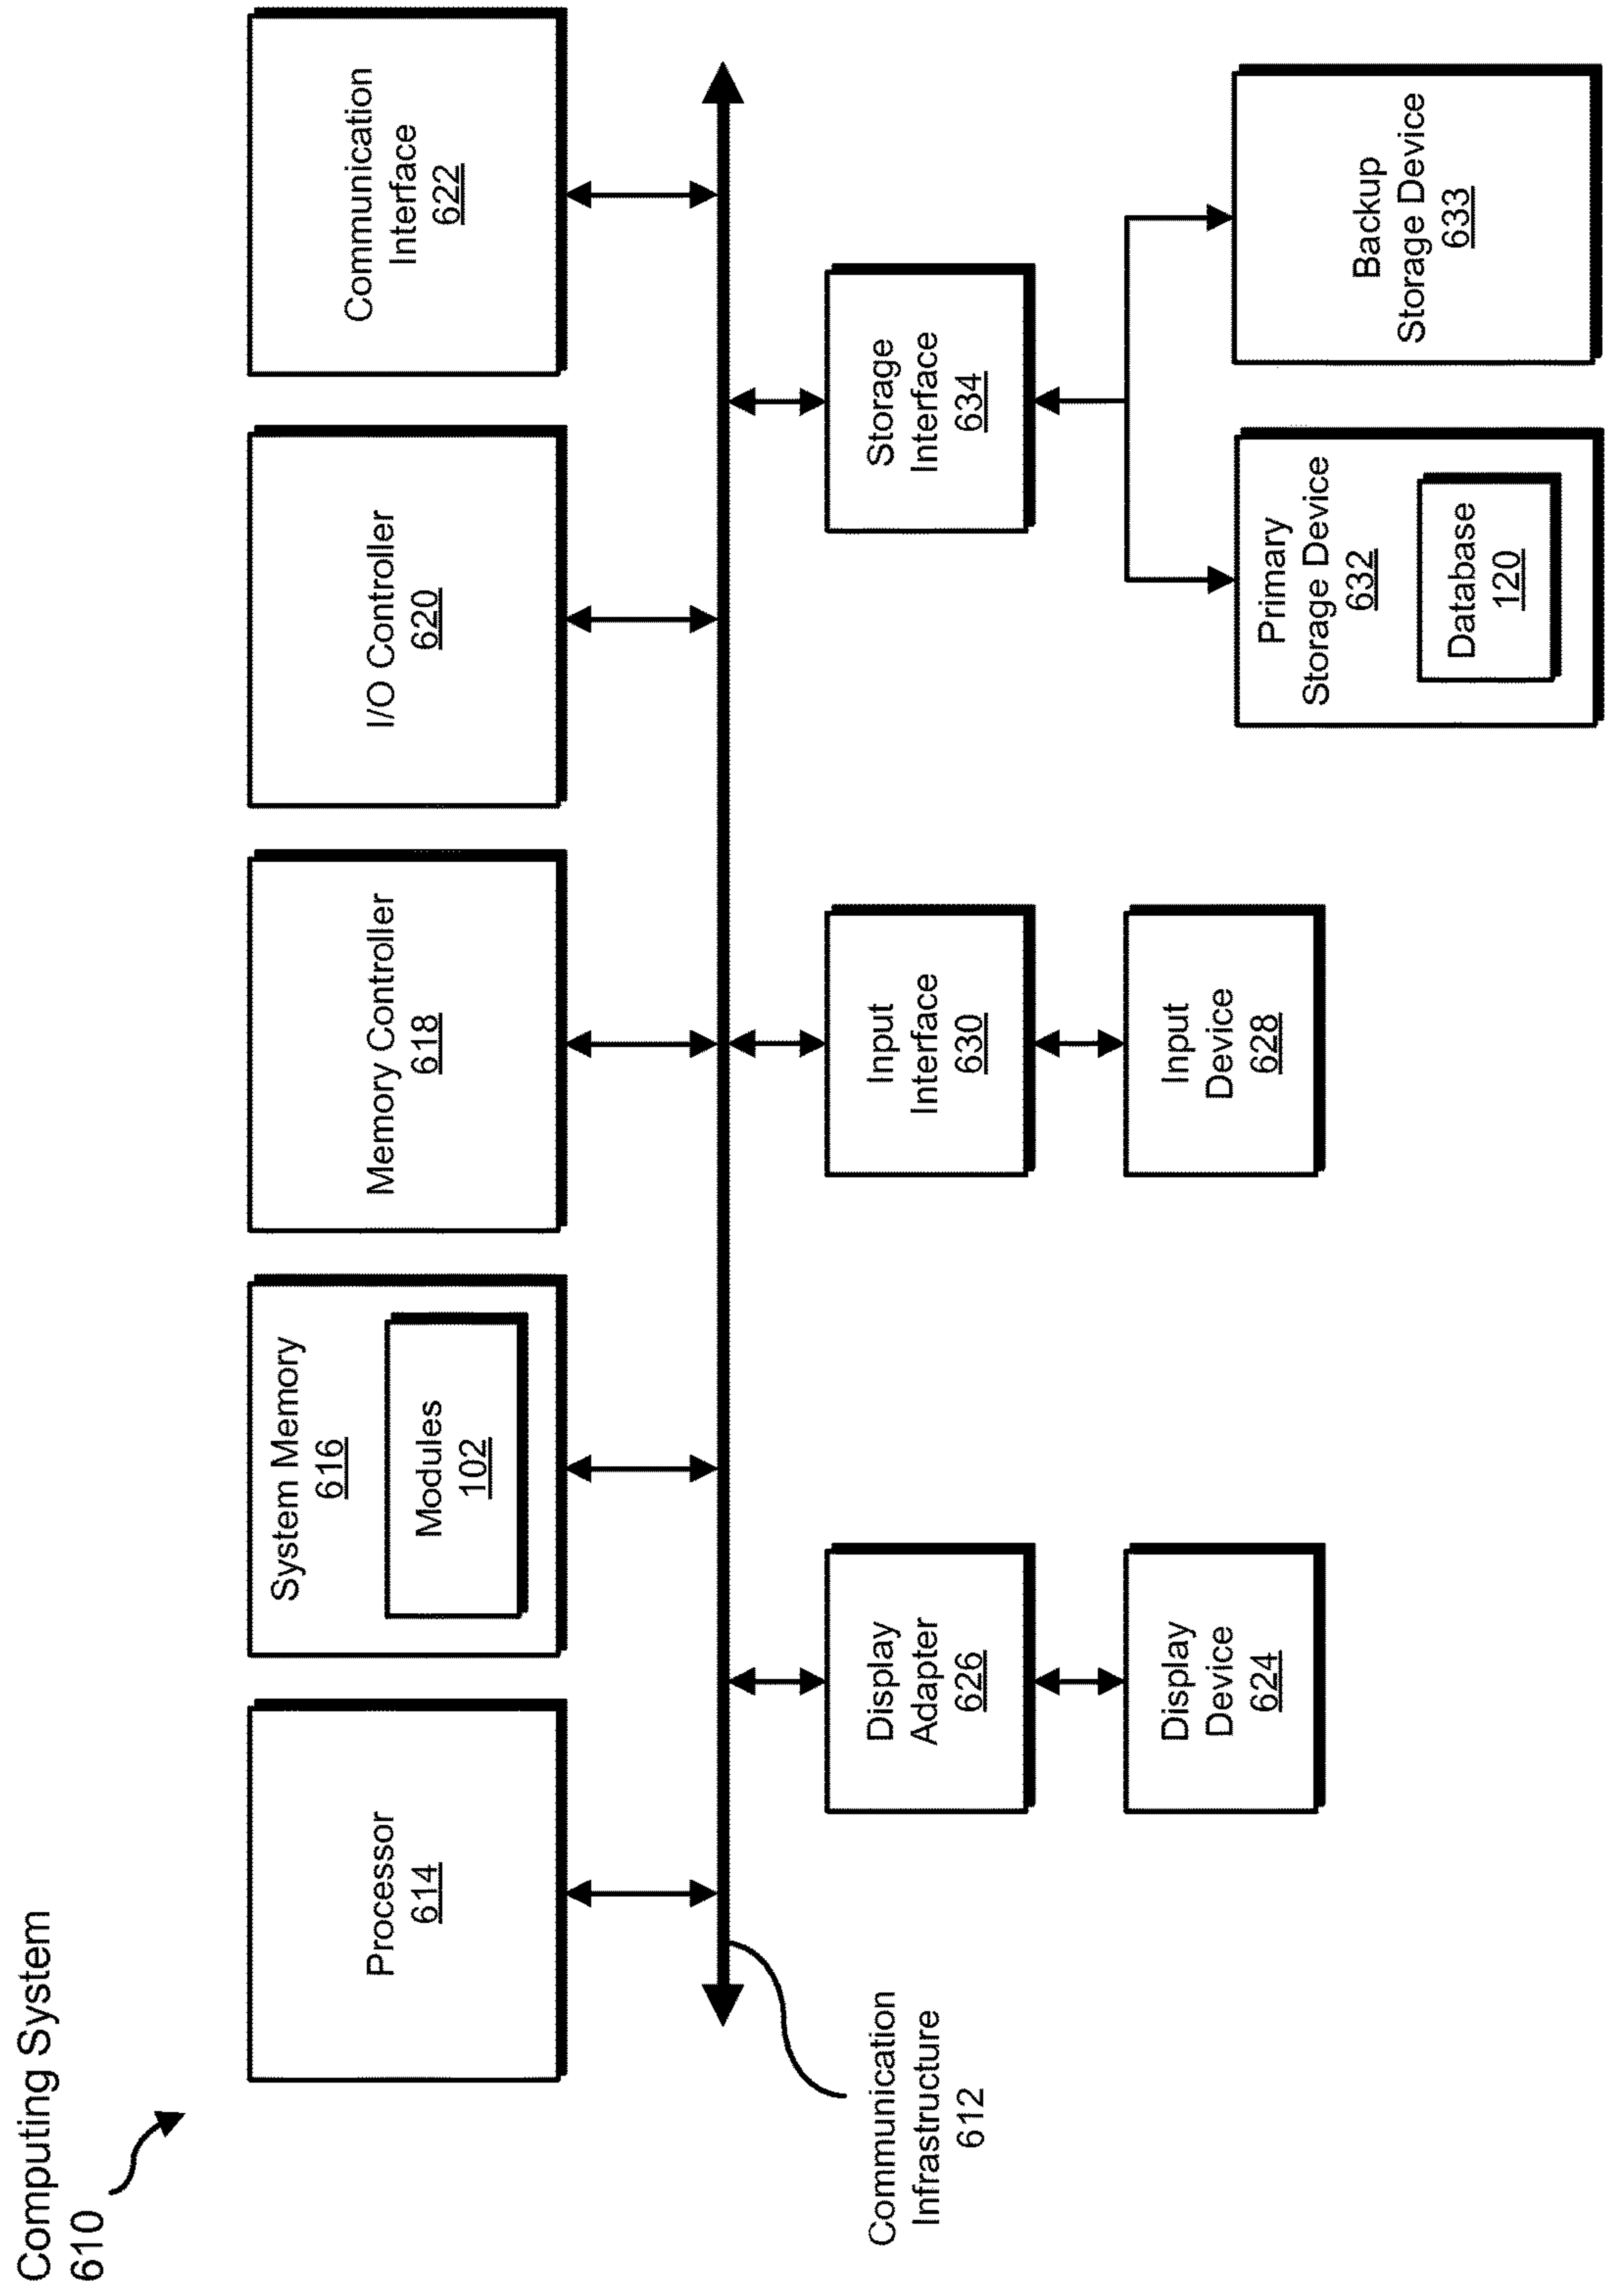 Computing System
610
Processor
614
System Memory
616
Modules
102
Memory Controller
618
I/O Controller
620
Communication
Interface
622
Communication
Infrastructure
612
Display
Adapter
626
Input
Interface
630
Storage
Interface
634
Display
Device
624
Input
Device
628
Primary
Storage Device
632
Database
120
Backup
Storage Device
633